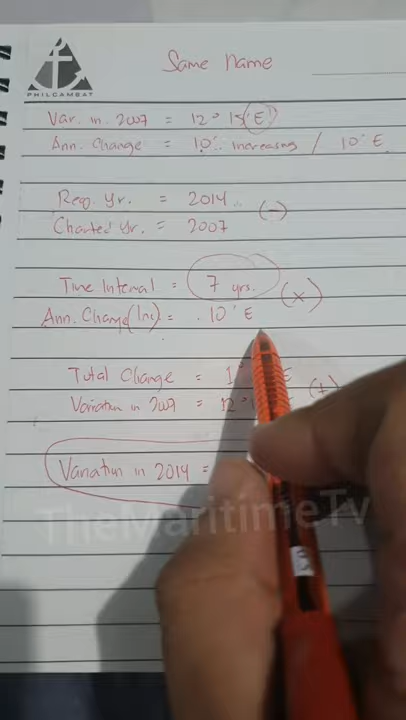 PHILCAMSAT
Same Name
Var. in 2007 = 12° 15' E
Ann. Change = 10' increasing / 10' E
Req. Yr. = 2014
(-)
Charted Yr. = 2007
Time Interval = 7 yrs.
(x)
Ann. Change (Inc) = 10' E
Total Change = 1° E
(+)
Variation in 2007 = 12°
Variation in 2014 =
TheMaritimeTv